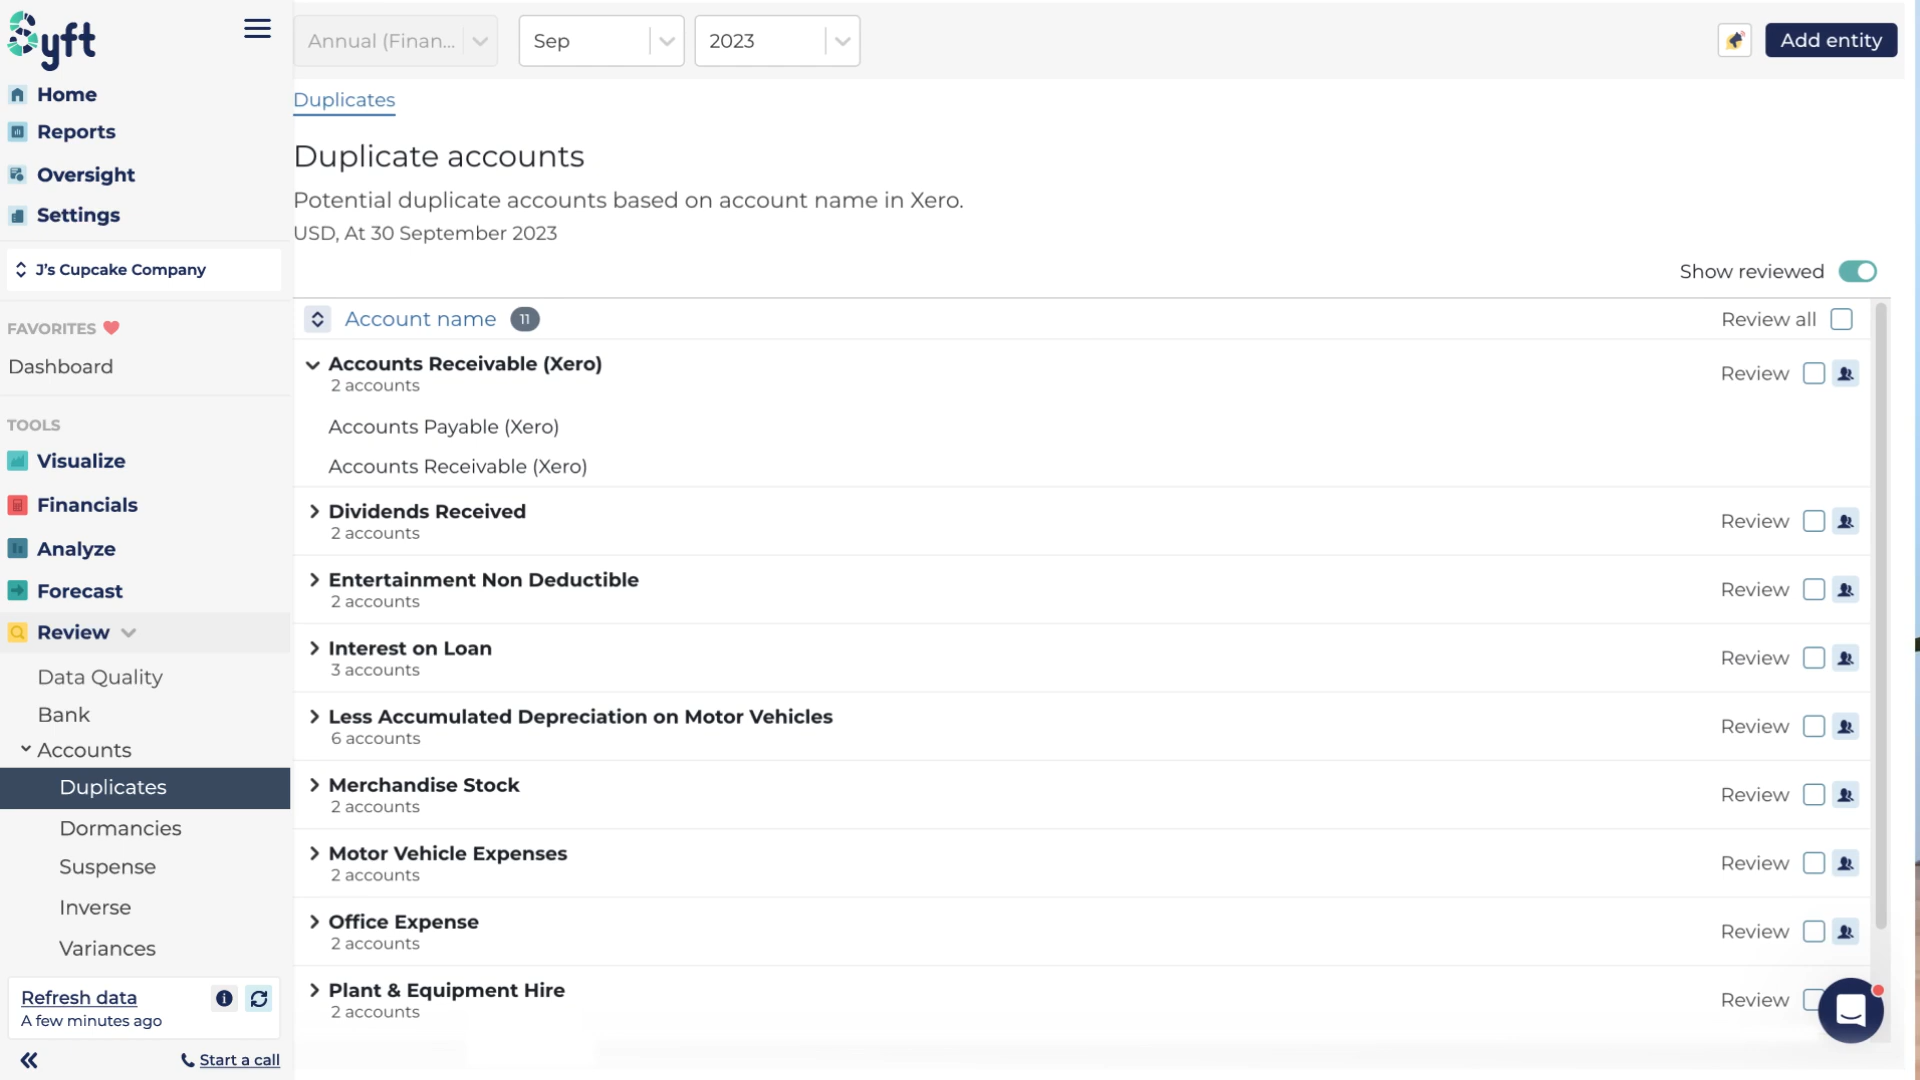 Syft
Annual (Finan...
Sep
2023
Add entity
Home
Reports
Oversight
Settings
J's Cupcake Company
FAVORITES
Dashboard
TOOLS
Visualize
Financials
Analyze
Forecast
Review
Data Quality
Bank
Accounts
Duplicates
Dormancies
Suspense
Inverse
Variances
Refresh data
A few minutes ago
Start a call
Duplicates
Duplicate accounts
Potential duplicate accounts based on account name in Xero.
USD, At 30 September 2023
Show reviewed
Account name 11 Review all
Accounts Receivable (Xero)
2 accounts
Review
Accounts Payable (Xero)
Accounts Receivable (Xero)
Dividends Received
2 accounts
Review
Entertainment Non Deductible
2 accounts
Review
Interest on Loan
3 accounts
Review
Less Accumulated Depreciation on Motor Vehicles
6 accounts
Review
Merchandise Stock
2 accounts
Review
Motor Vehicle Expenses
2 accounts
Review
Office Expense
2 accounts
Review
Plant & Equipment Hire
2 accounts
Review